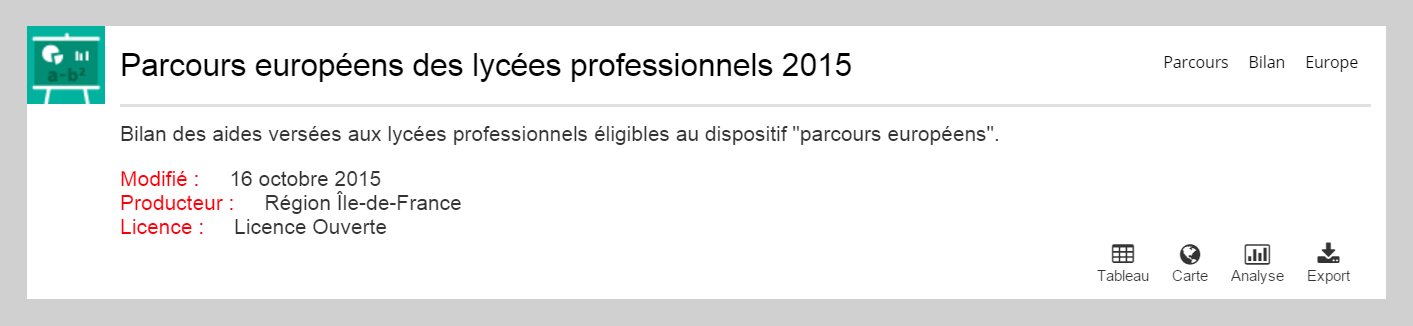 a-b²
Parcours européens des lycées professionnels 2015
Parcours Bilan Europe
Bilan des aides versées aux lycées professionnels éligibles au dispositif "parcours européens".
Modifié : 16 octobre 2015
Producteur : Région Île-de-France
Licence : Licence Ouverte
Tableau Carte Analyse Export